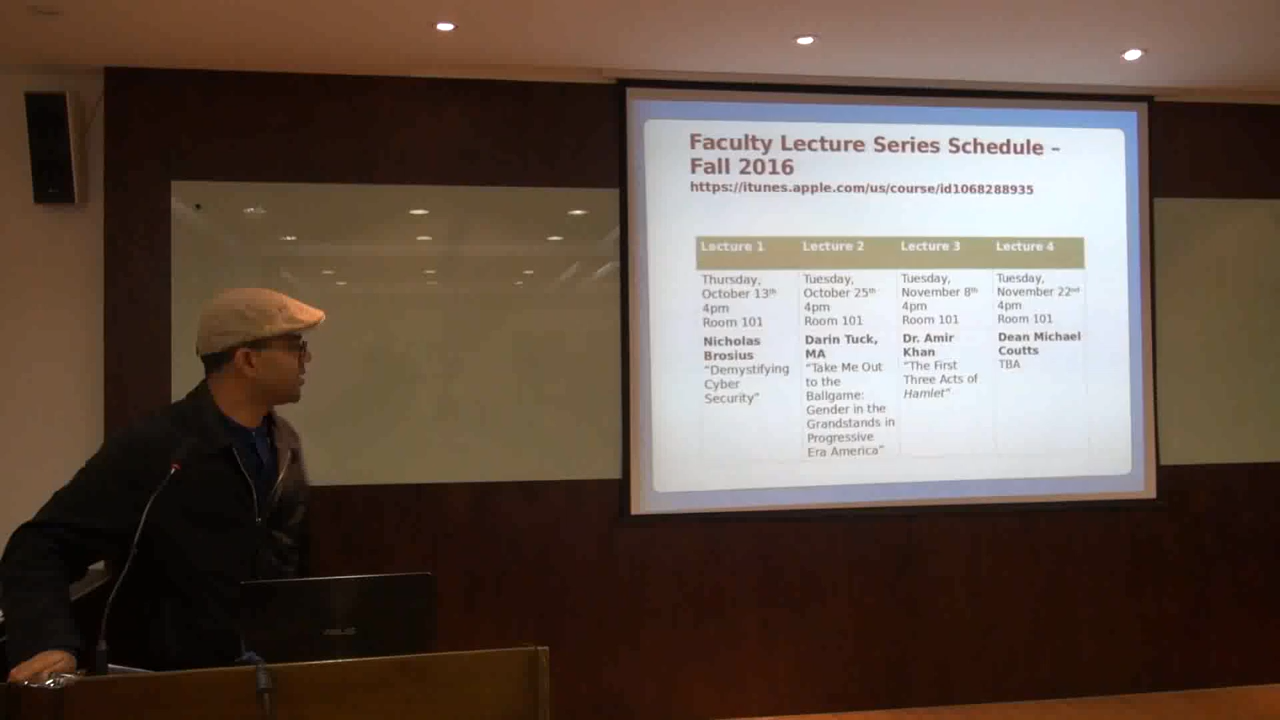 Faculty Lecture Series Schedule –
Fall 2016
https://itunes.apple.com/us/course/id1068288935
Lecture 1
Lecture 2
Lecture 3
Lecture 4
Thursday,
October 13th
4pm
Room 101
Tuesday,
October 25th
4pm
Room 101
Tuesday,
November 8th
4pm
Room 101
Tuesday,
November 22nd
4pm
Room 101
Nicholas
Brosius
“Demystifying
Cyber
Security”
Darin Tuck,
MA
“Take Me Out
to the
Ballgame:
Gender in the
Grandstands in
Progressive
Era America”
Dr. Amir
Khan
“The First
Three Acts of
Hamlet”
Dean Michael
Coutts
TBA
ASUS